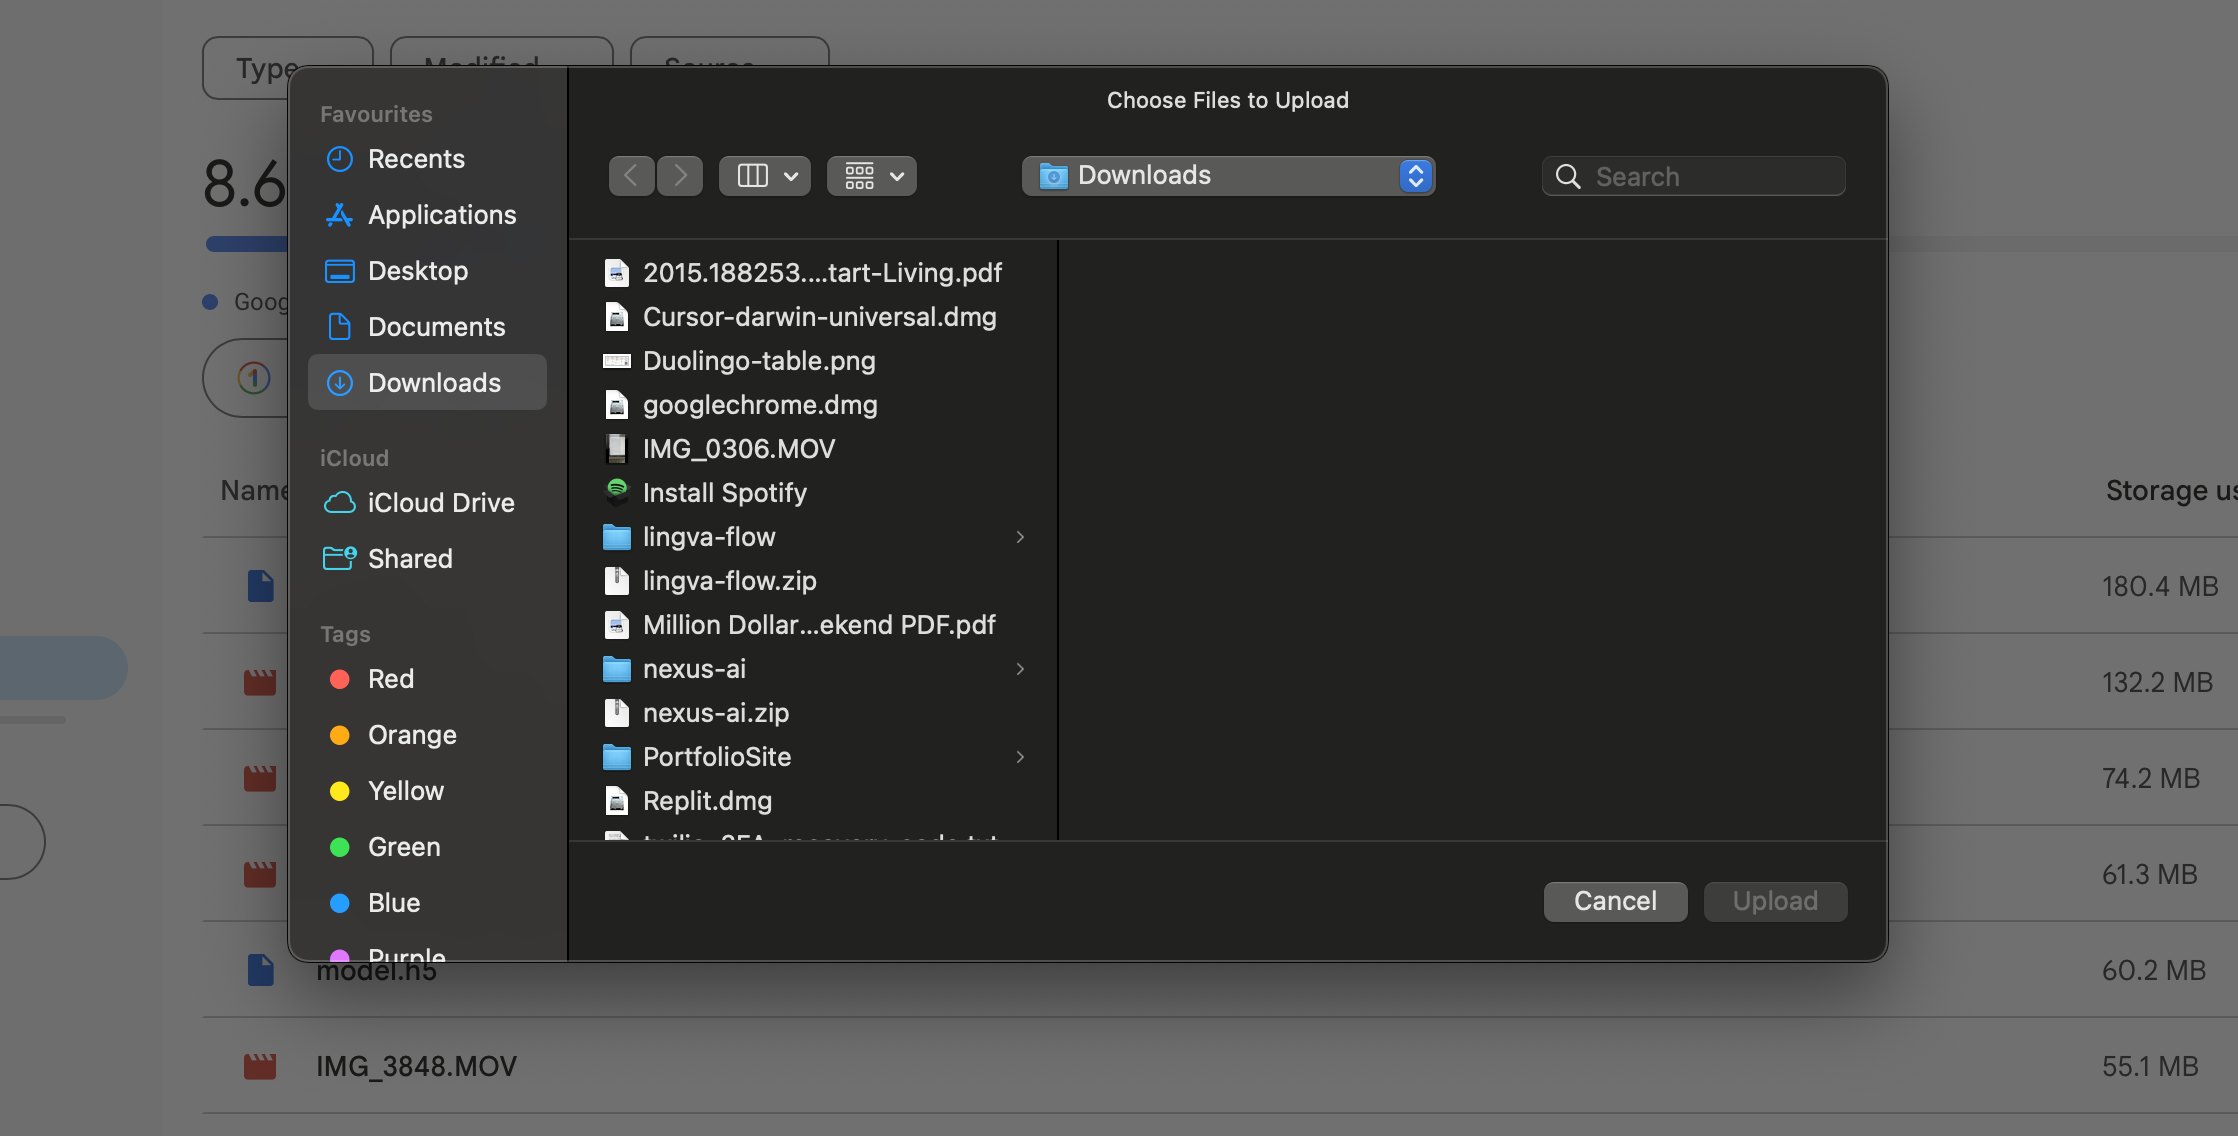 Type
Modified
Source
Choose Files to Upload
Favourites
Recents
Applications
Desktop
Documents
Downloads
iCloud
iCloud Drive
Shared
Tags
Red
Orange
Yellow
Green
Blue
Purple
Downloads
Search
2015.188253....tart-Living.pdf
Cursor-darwin-universal.dmg
Duolingo-table.png
googlechrome.dmg
IMG_0306.MOV
Install Spotify
lingva-flow
lingva-flow.zip
Million Dollar...ekend PDF.pdf
nexus-ai
nexus-ai.zip
PortfolioSite
Replit.dmg
Cancel
Upload
8.6
Goog
Name
Storage us
180.4 MB
132.2 MB
74.2 MB
61.3 MB
model.h5
60.2 MB
IMG_3848.MOV
55.1 MB